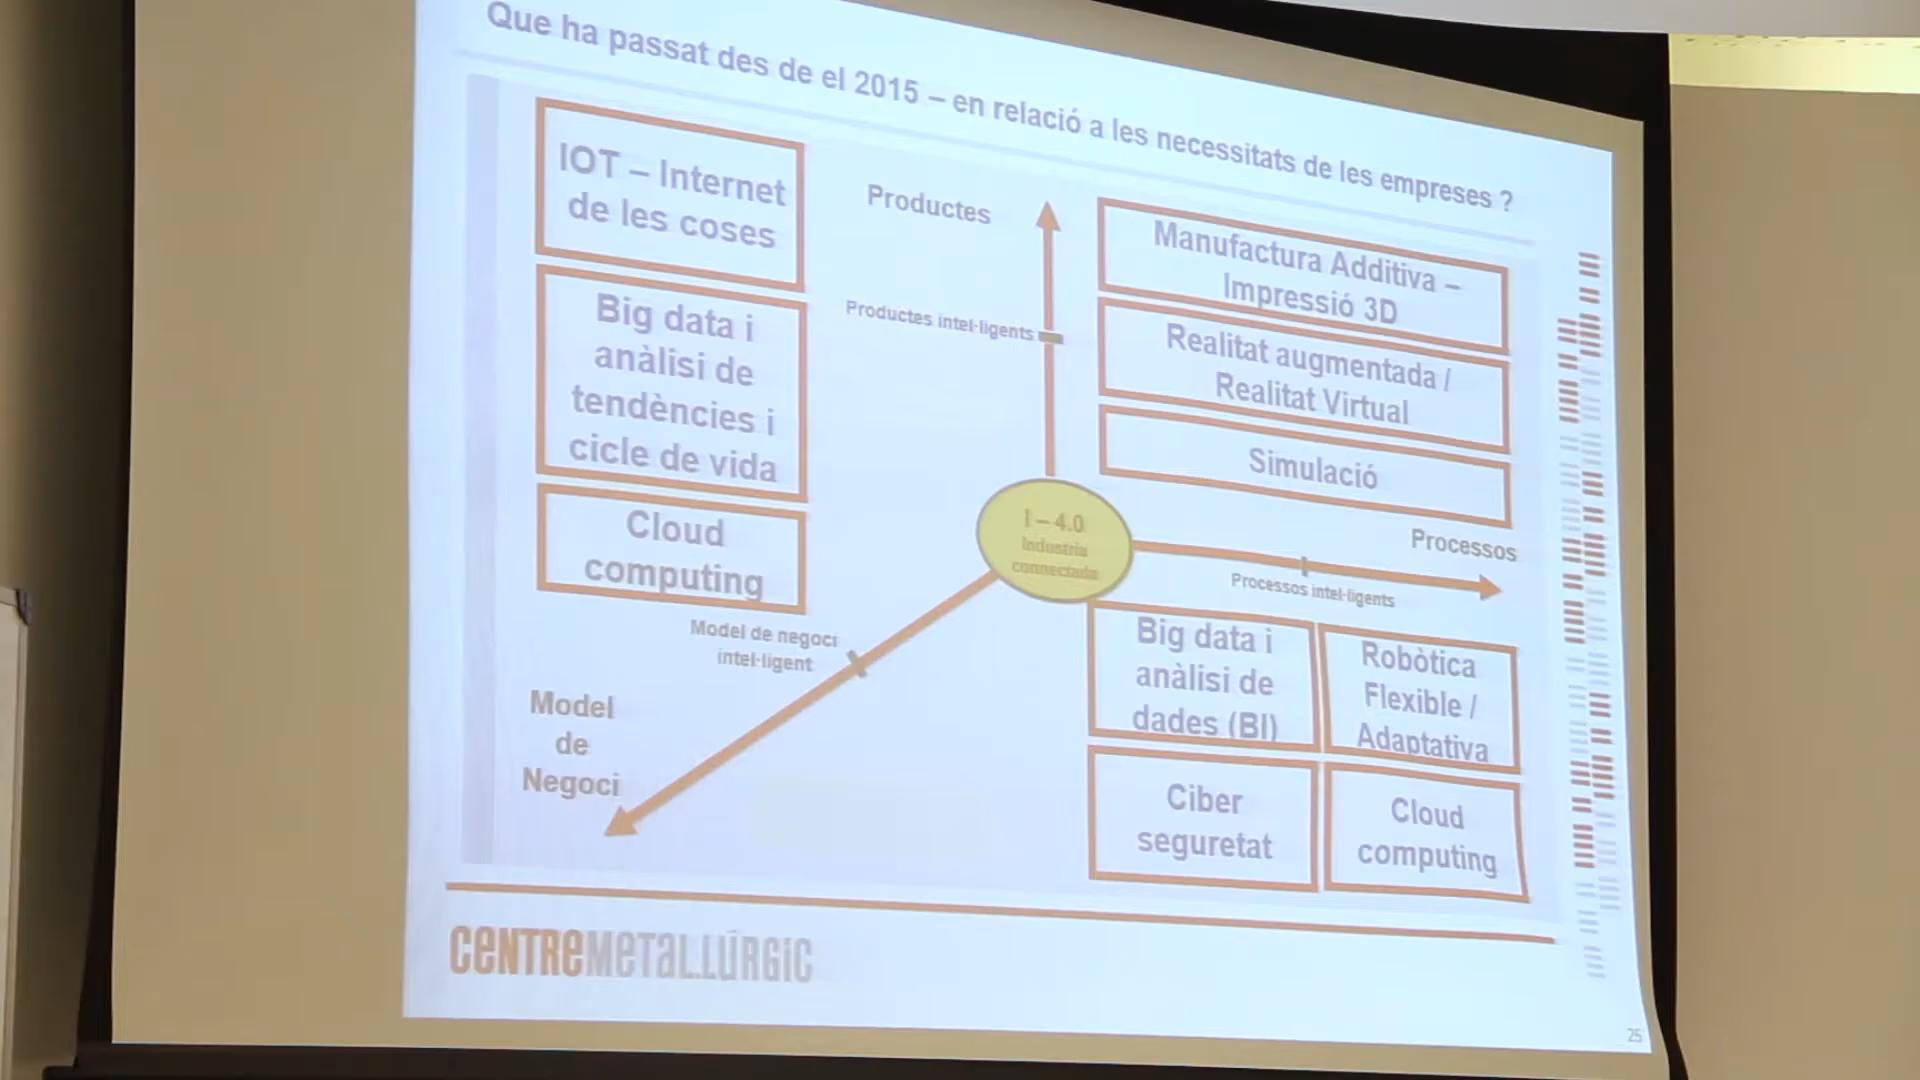 Que ha passat des de el 2015 – en relació a les necessitats de les empreses ?
IOT – Internet
de les coses
Big data i
anàlisi de
tendències i
cicle de vida
Cloud
computing
Productes
Productes intel·ligents
Manufactura Additiva –
Impressió 3D
Realitat augmentada /
Realitat Virtual
Simulació
I – 4.0
Industria
connectada
Processos
Processos intel·ligents
Model de negoci
intel·ligent
Model
de
Negoci
Big data i
anàlisi de
dades (BI)
Robòtica
Flexible /
Adaptativa
Ciber
seguretat
Cloud
computing
CENTREMETAL.LÚRGIC
25